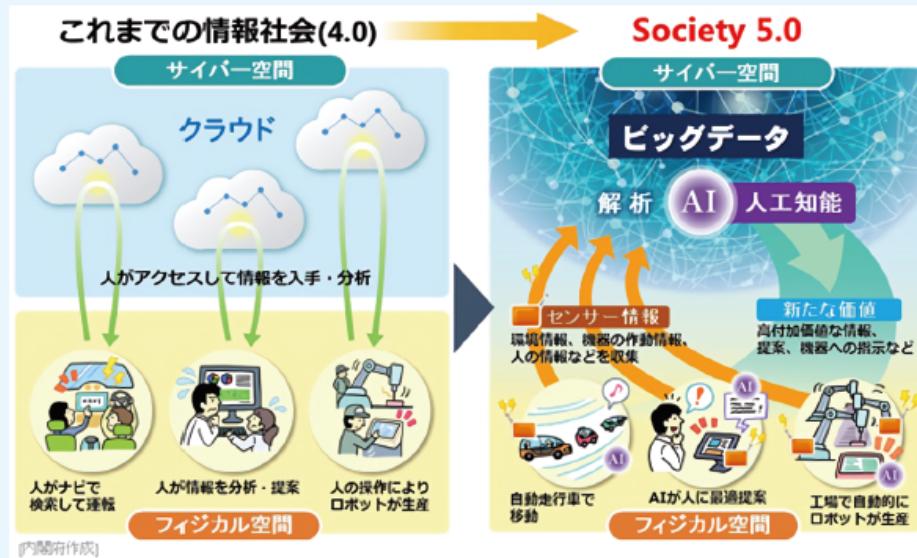 これまでの情報社会(4.0)
Society 5.0
サイバー空間
クラウド
人がアクセスして情報を入手・分析
人がナビで
検索して運転
人が情報を分析・提案
人の操作により
ロボットが生産
フィジカル空間
サイバー空間
ビッグデータ
解析 AI 人工知能
センサー情報
環境情報、機器の作動情報、
人の情報などを収集
新たな価値
高付加価値な情報、
提案、機器への指示など
AI
AI
AI
自動走行車で
移動
AIが人に最適提案
工場で自動的に
ロボットが生産
フィジカル空間
[内閣府作成]